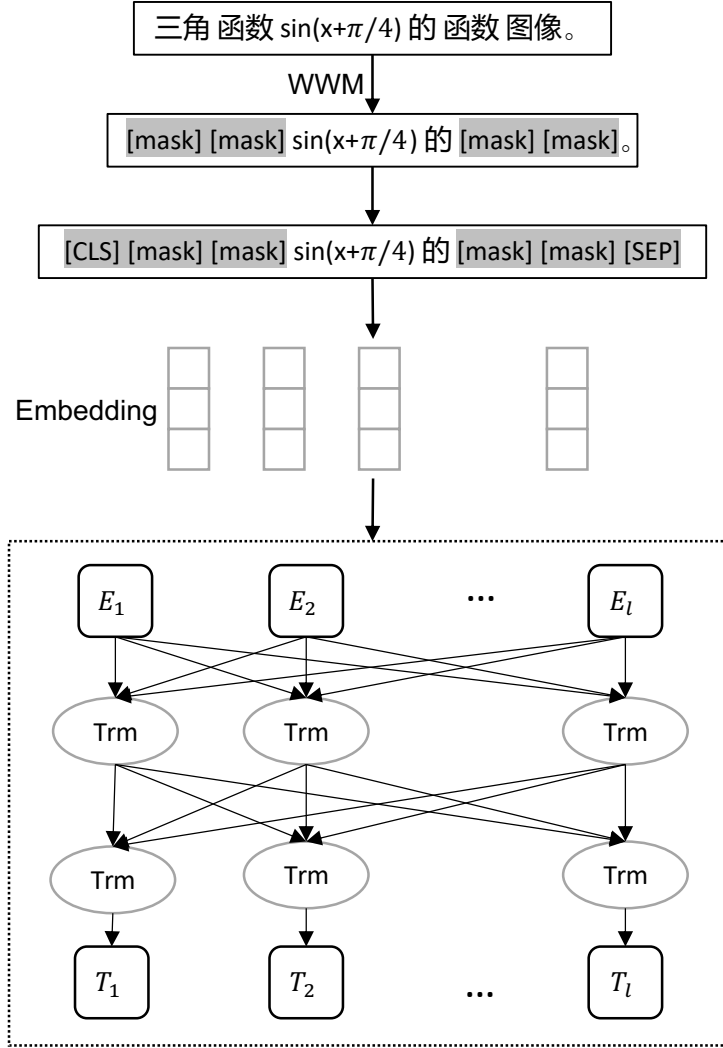 三角 函数 sin(x+π/4) 的 函数 图像。
WWM
[mask] [mask] sin(x+π/4) 的 [mask] [mask]。
[CLS] [mask] [mask] sin(x+π/4) 的 [mask] [mask] [SEP]
Embedding
E₁ E₂ ... Eₗ
Trm Trm Trm
Trm Trm Trm
T₁ T₂ ... Tₗ